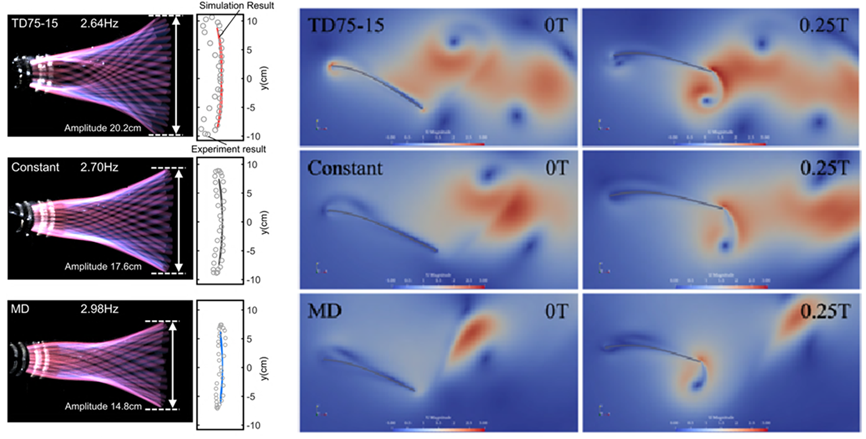 Simulation Result
TD75-15 2.64Hz
Amplitude 20.2cm
10
5
0
-5
-10
y(cm)
Experiment result
TD75-15 0T
0.25T
Constant 2.70Hz
Amplitude 17.6cm
10
5
0
-5
-10
y(cm)
Constant 0T
0.25T
MD 2.98Hz
Amplitude 14.8cm
10
5
0
-5
-10
y(cm)
MD 0T
0.25T